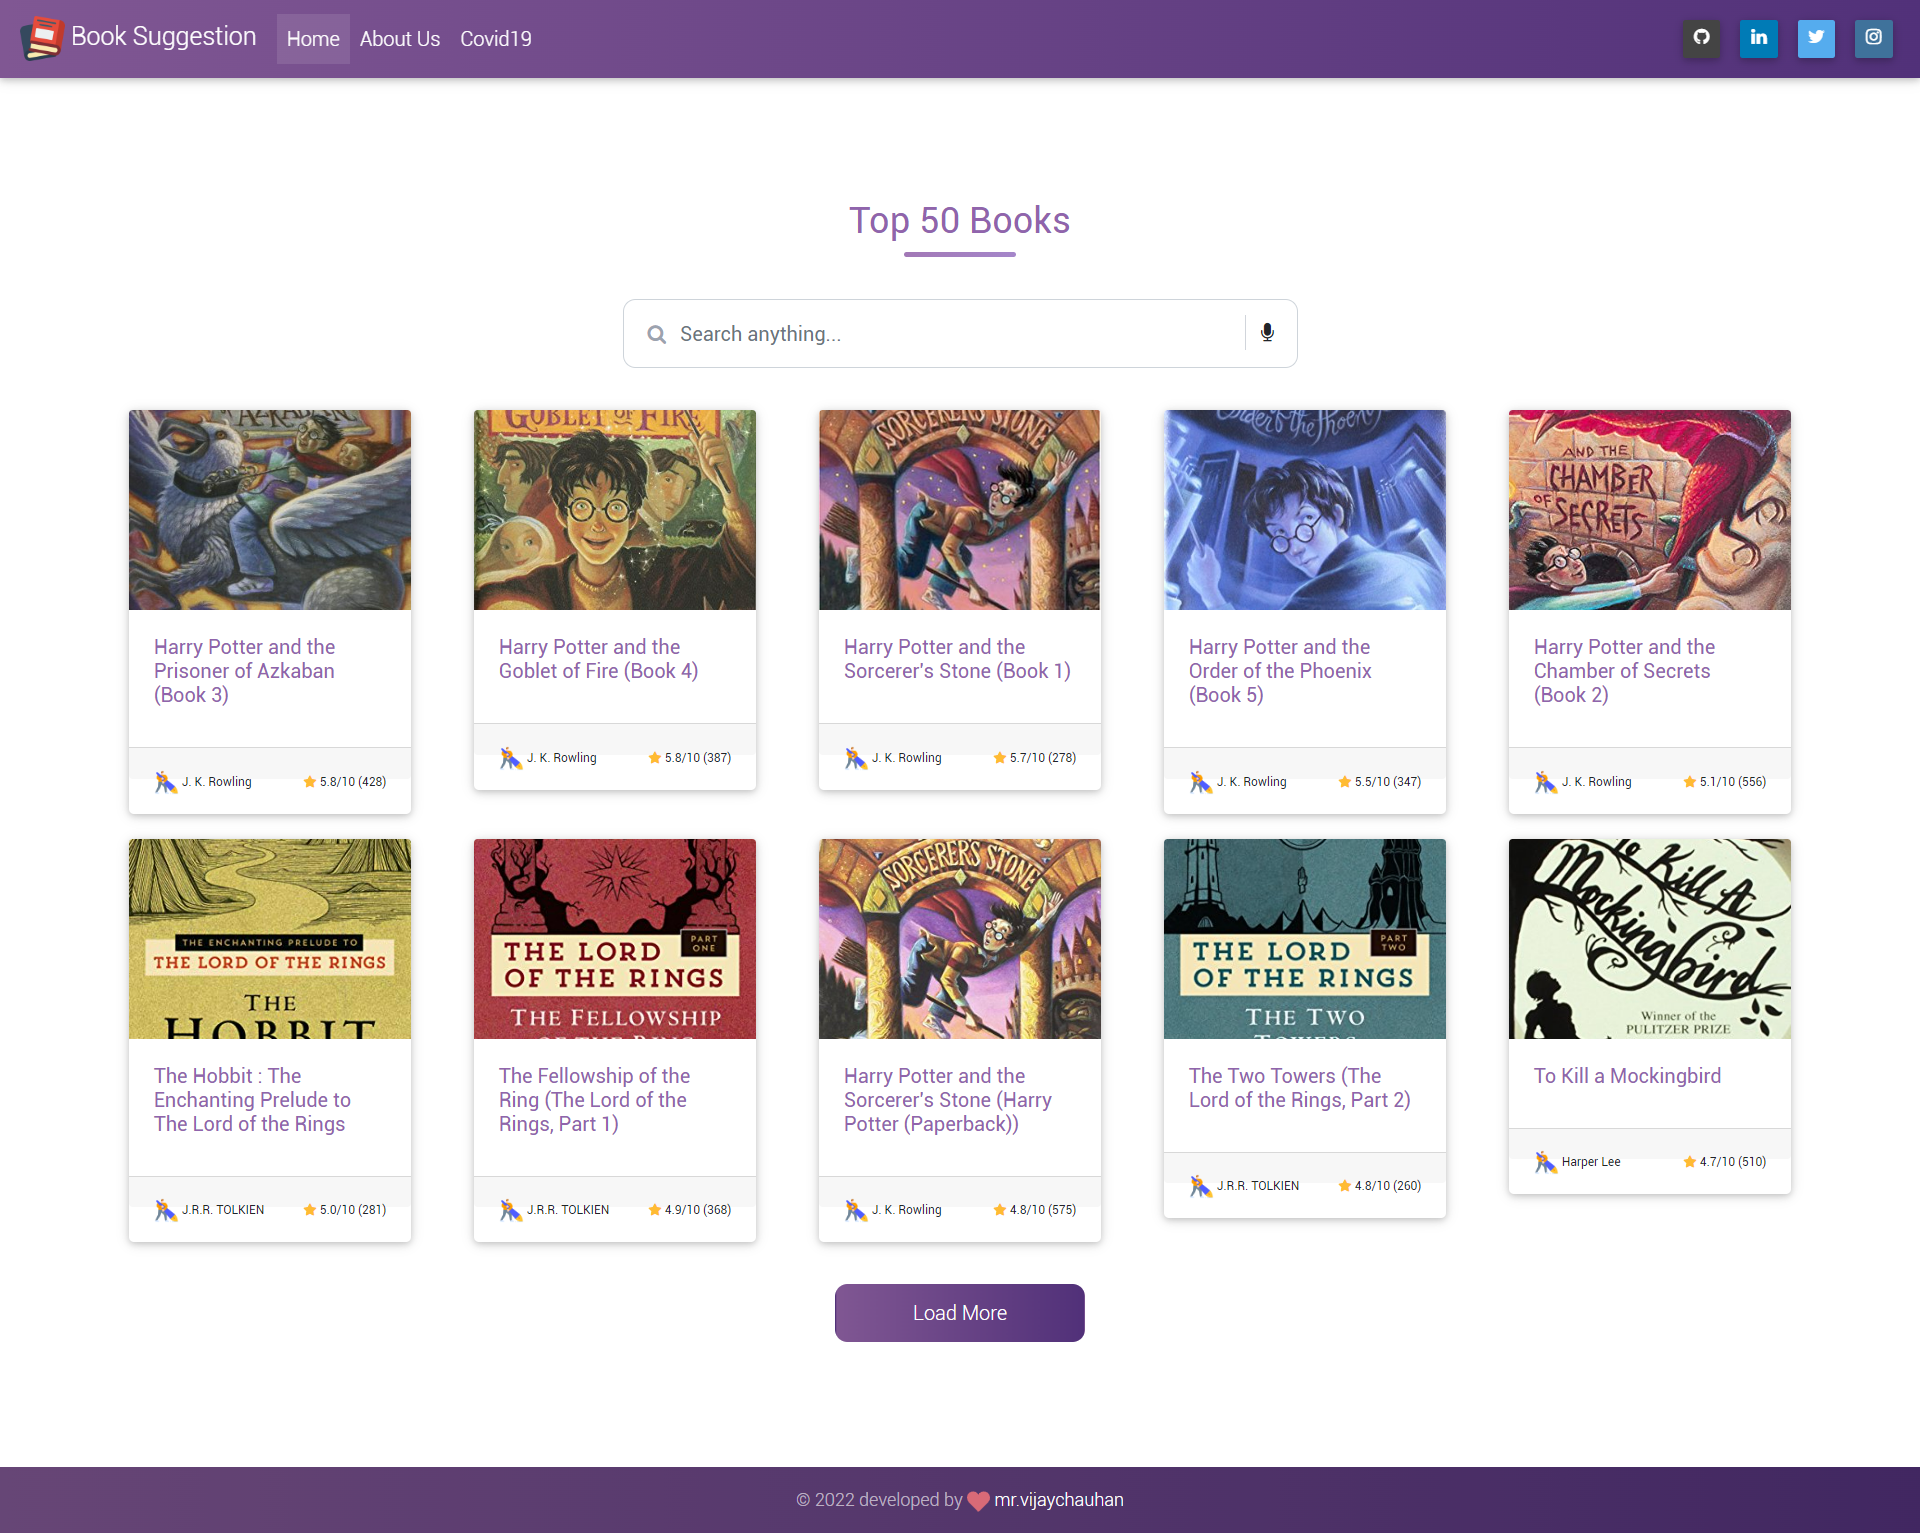 Book Suggestion
Home
About Us
Covid19
Top 50 Books
Search anything...
AZKABAN
GOBLET OF FIRE
SORCERERS STONE
Order of the Phoenix
AND THE
CHAMBER
OF
SECRETS
Harry Potter and the
Prisoner of Azkaban
(Book 3)
J. K. Rowling
5.8/10 (428)
Harry Potter and the
Goblet of Fire (Book 4)
J. K. Rowling
5.8/10 (387)
Harry Potter and the
Sorcerer's Stone (Book 1)
J. K. Rowling
5.7/10 (278)
Harry Potter and the
Order of the Phoenix
(Book 5)
J. K. Rowling
5.5/10 (347)
Harry Potter and the
Chamber of Secrets
(Book 2)
J. K. Rowling
5.1/10 (556)
THE ENCHANTING PRELUDE TO
THE LORD OF THE RINGS
THE
HOBBIT
The Hobbit : The
Enchanting Prelude to
The Lord of the Rings
J.R.R. TOLKIEN
5.0/10 (281)
THE LORD
PART
ONE
OF THE RINGS
THE FELLOWSHIP
OF THE RING
The Fellowship of the
Ring (The Lord of the
Rings, Part 1)
J.R.R. TOLKIEN
4.9/10 (368)
SORCERERS STONE
Harry Potter and the
Sorcerer's Stone (Harry
Potter (Paperback))
J. K. Rowling
4.8/10 (575)
THE LORD
PART
TWO
OF THE RINGS
THE TWO
TOWERS
The Two Towers (The
Lord of the Rings, Part 2)
J.R.R. TOLKIEN
4.8/10 (260)
To Kill A
Mockingbird
Winner of the
PULITZER PRIZE
To Kill a Mockingbird
Harper Lee
4.7/10 (510)
Load More
© 2022 developed by mr.vijaychauhan